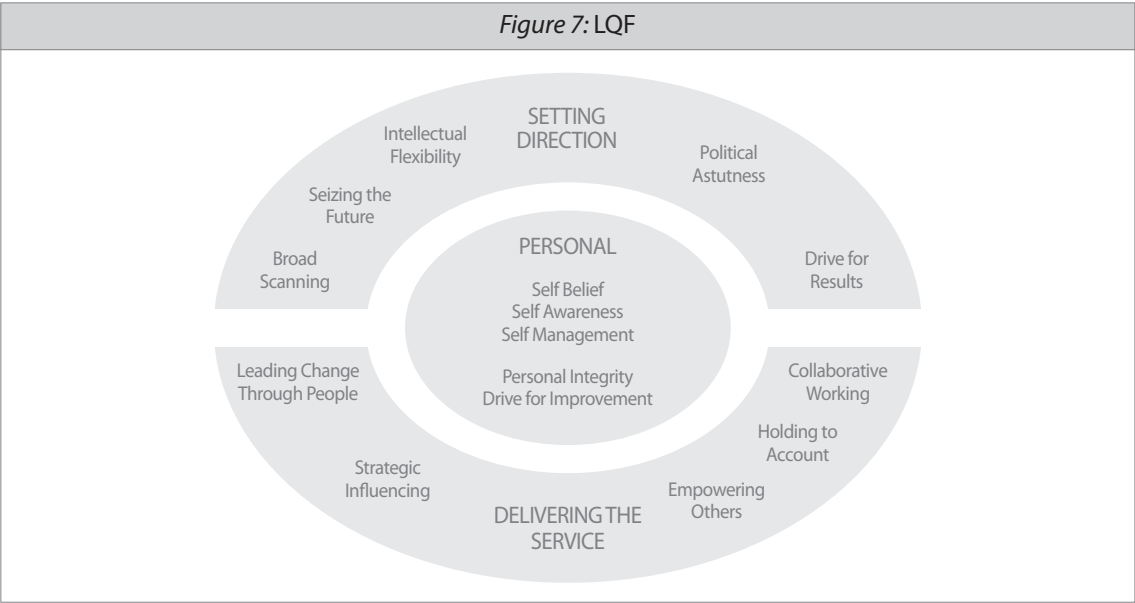 Figure 7: LQF
SETTING
DIRECTION
Intellectual
Flexibility
Political
Astutness
Seizing the
Future
Broad
Scanning
Drive for
Results
PERSONAL
Self Belief
Self Awareness
Self Management
Personal Integrity
Drive for Improvement
Leading Change
Through People
Collaborative
Working
Holding to
Account
Strategic
Influencing
Empowering
Others
DELIVERING THE
SERVICE